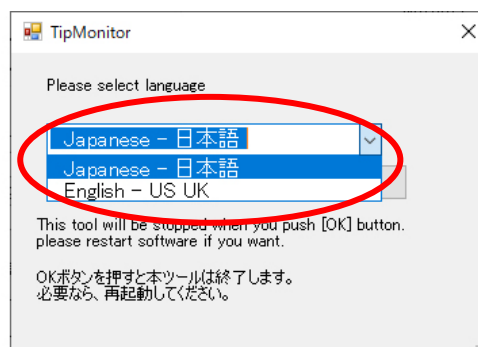 TipMonitor
Please select language
Japanese - 日本語
Japanese - 日本語
English - US UK
This tool will be stopped when you push [OK] button.
please restart software if you want.
OKボタンを押すと本ツールは終了します。
必要なら、再起動してください。